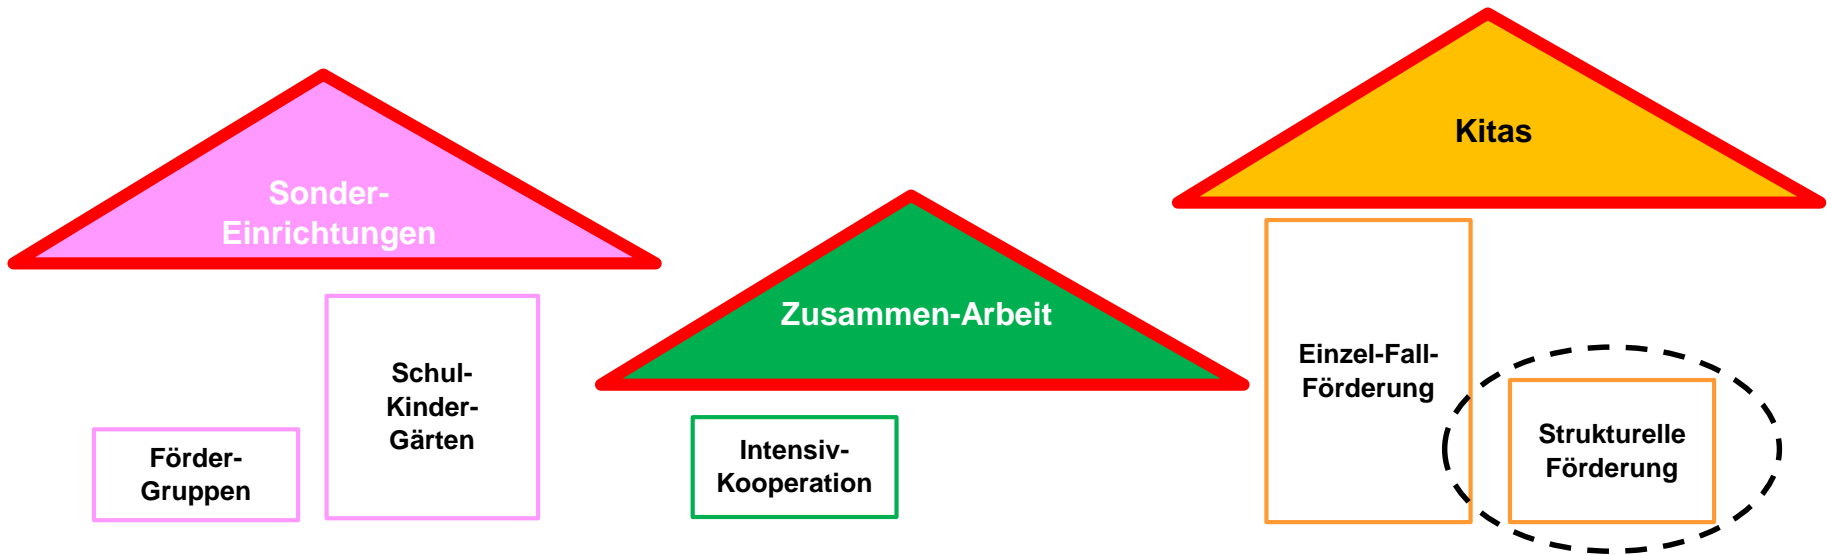 Sonder-
Einrichtungen
Förder-
Gruppen
Schul-
Kinder-
Gärten
Zusammen-Arbeit
Intensiv-
Kooperation
Kitas
Einzel-Fall-
Förderung
Strukturelle
Förderung